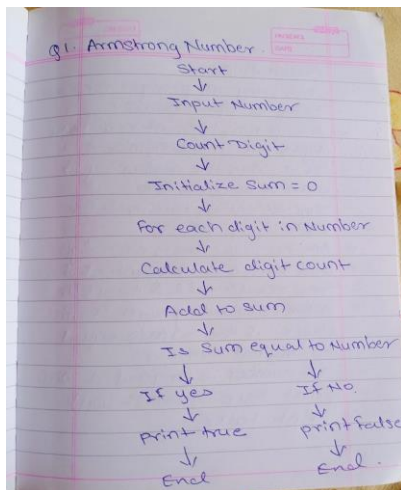 Q1. Armstrong Number.
Start
↓
Input Number
↓
Count Digit
↓
Initialize Sum = 0
↓
For each digit in Number
↓
Calculate digit count
↓
Add to sum
↓
Is Sum equal to Number
↓ ↓
If yes If No.
↓ ↓
print true print false
↓ ↓
End End.